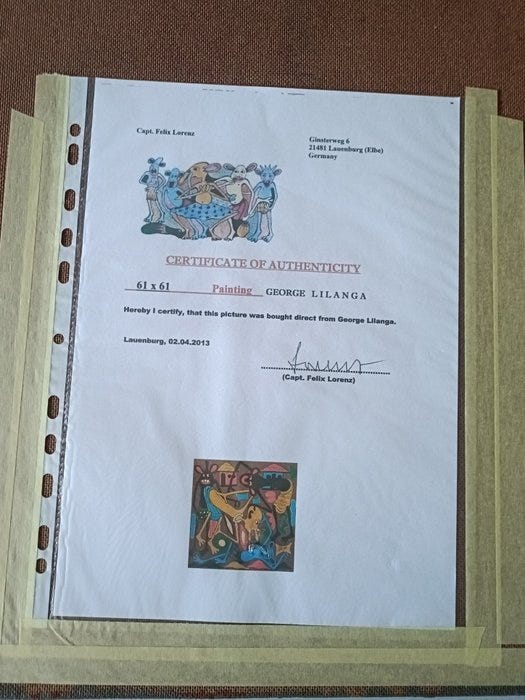 Capt. Felix Lorenz
Ginsterweg 6
21481 Lauenburg (Elbe)
Germany
CERTIFICATE OF AUTHENTICITY
61 x 61 Painting GEORGE LILANGA
Hereby I certify, that this picture was bought direct from George Lilanga.
Lauenburg, 02.04.2013
(Capt. Felix Lorenz)